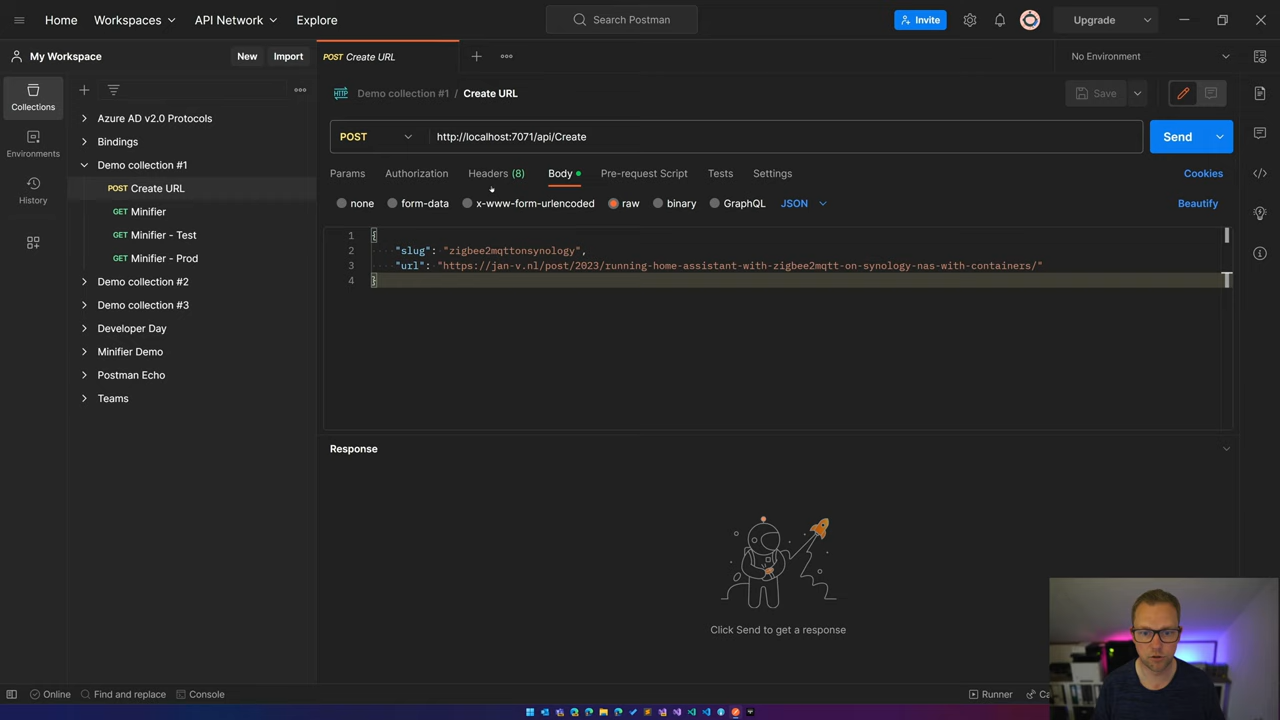 Home
Workspaces
API Network
Explore
Search Postman
Invite
Upgrade
My Workspace
New
Import
POST Create URL
No Environment
Collections
Environments
History
Azure AD v2.0 Protocols
Bindings
Demo collection #1
POST Create URL
GET Minifier
GET Minifier - Test
GET Minifier - Prod
Demo collection #2
Demo collection #3
Developer Day
Minifier Demo
Postman Echo
Teams
HTTP Demo collection #1 / Create URL
Save
POST
http://localhost:7071/api/Create
Send
Params
Authorization
Headers (8)
Body
Pre-request Script
Tests
Settings
Cookies
none
form-data
x-www-form-urlencoded
raw
binary
GraphQL
JSON
Beautify
1 {
2 "slug": "zigbee2mqttonsynology",
3 "url": "https://jan-v.nl/post/2023/running-home-assistant-with-zigbee2mqtt-on-synology-nas-with-containers/"
4 }
Response
Click Send to get a response
Online
Find and replace
Console
Runner
Ca